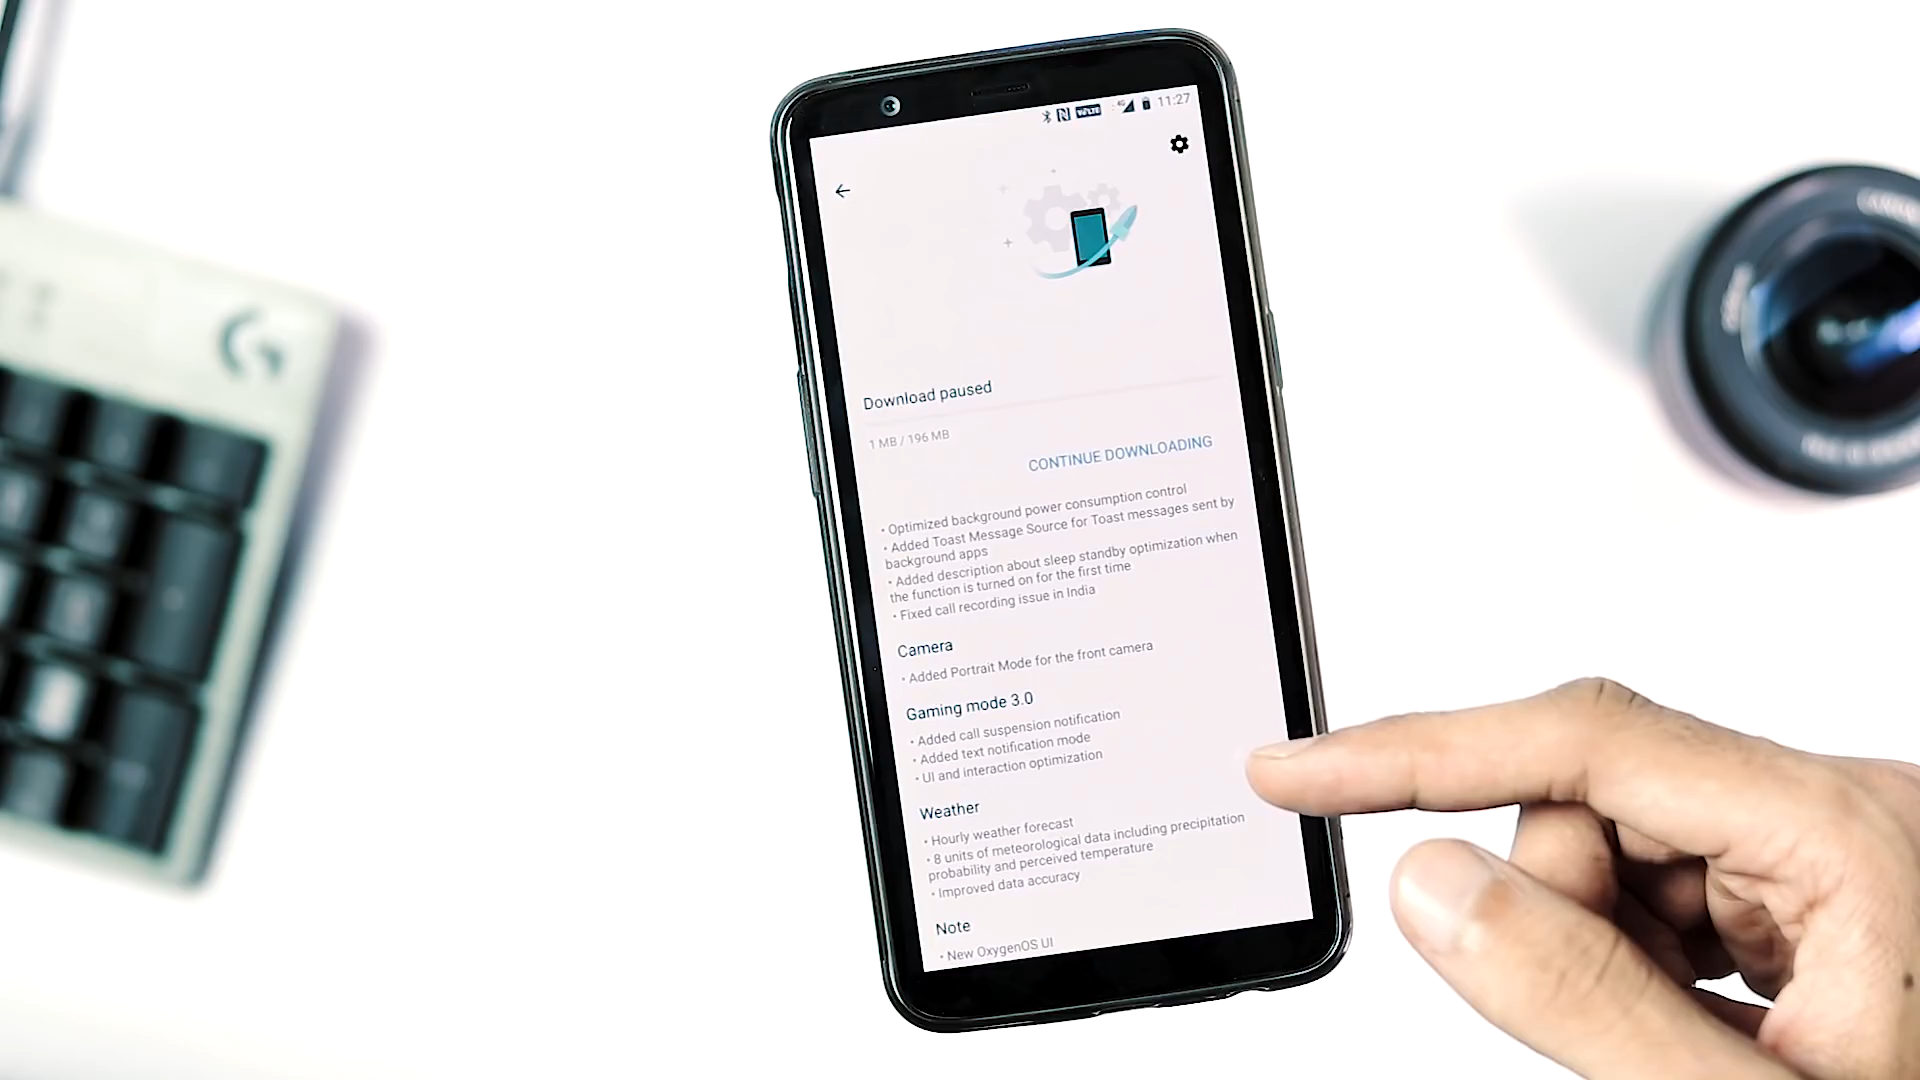 VoLTE 4G 11:27
Download paused
1 MB / 196 MB
CONTINUE DOWNLOADING
• Optimized background power consumption control
• Added Toast Message Source for Toast messages sent by
background apps
• Added description about sleep standby optimization when
the function is turned on for the first time
• Fixed call recording issue in India
Camera
• Added Portrait Mode for the front camera
Gaming mode 3.0
• Added call suspension notification
• Added text notification mode
• UI and interaction optimization
Weather
• Hourly weather forecast
• 8 units of meteorological data including precipitation
probability and perceived temperature
• Improved data accuracy
Note
• New OxygenOS UI